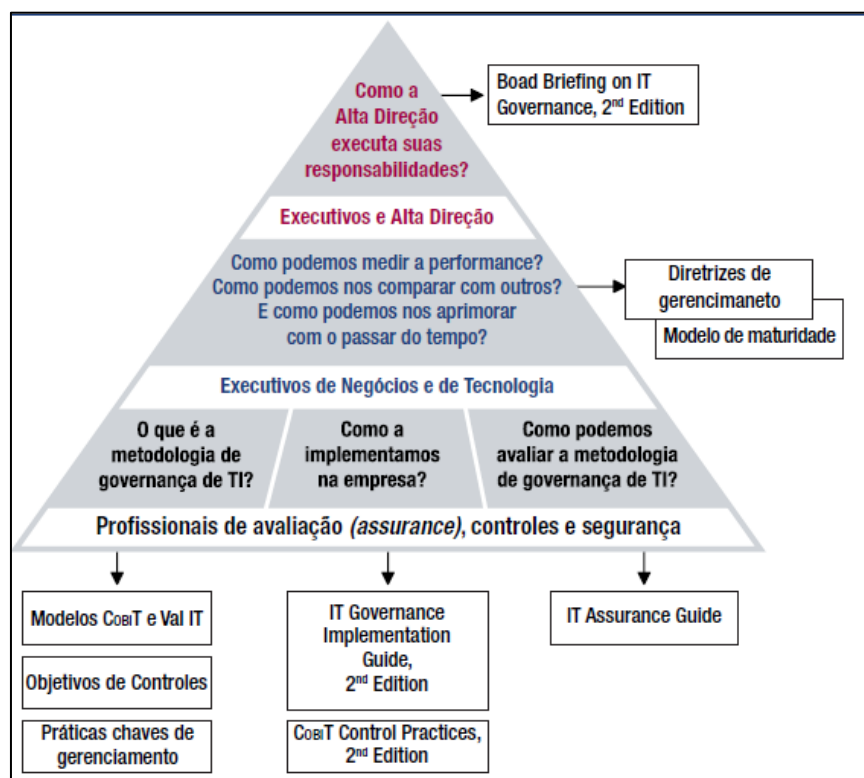 Como a
Alta Direção
executa suas
responsabilidades?
Boad Briefing on IT
Governance, 2nd Edition
Executivos e Alta Direção
Como podemos medir a performance?
Como podemos nos comparar com outros?
E como podemos nos aprimorar
com o passar do tempo?
Diretrizes de
gerencimaneto
Modelo de maturidade
Executivos de Negócios e de Tecnologia
O que é a
metodologia de
governança de TI?
Como a
implementamos
na empresa?
Como podemos
avaliar a metodologia
de governança de TI?
Profissionais de avaliação (assurance), controles e segurança
Modelos COBIT e Val IT
Objetivos de Controles
Práticas chaves de
gerenciamento
IT Governance
Implementation
Guide,
2nd Edition
COBIT Control Practices,
2nd Edition
IT Assurance Guide